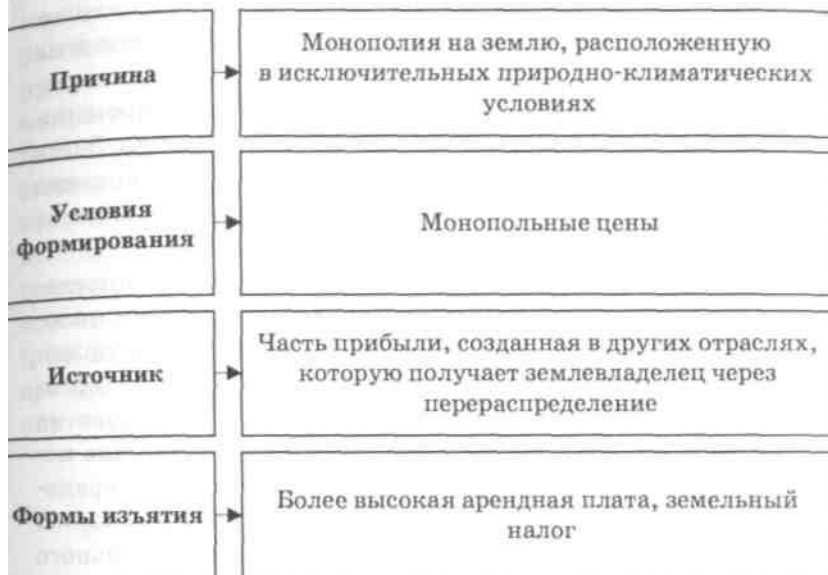 Причина
Монополия на землю, расположенную
в исключительных природно-климатических
условиях
Условия
формирования
Монопольные цены
Источник
Часть прибыли, созданная в других отраслях,
которую получает землевладелец через
перераспределение
Формы изъятия
Более высокая арендная плата, земельный
налог